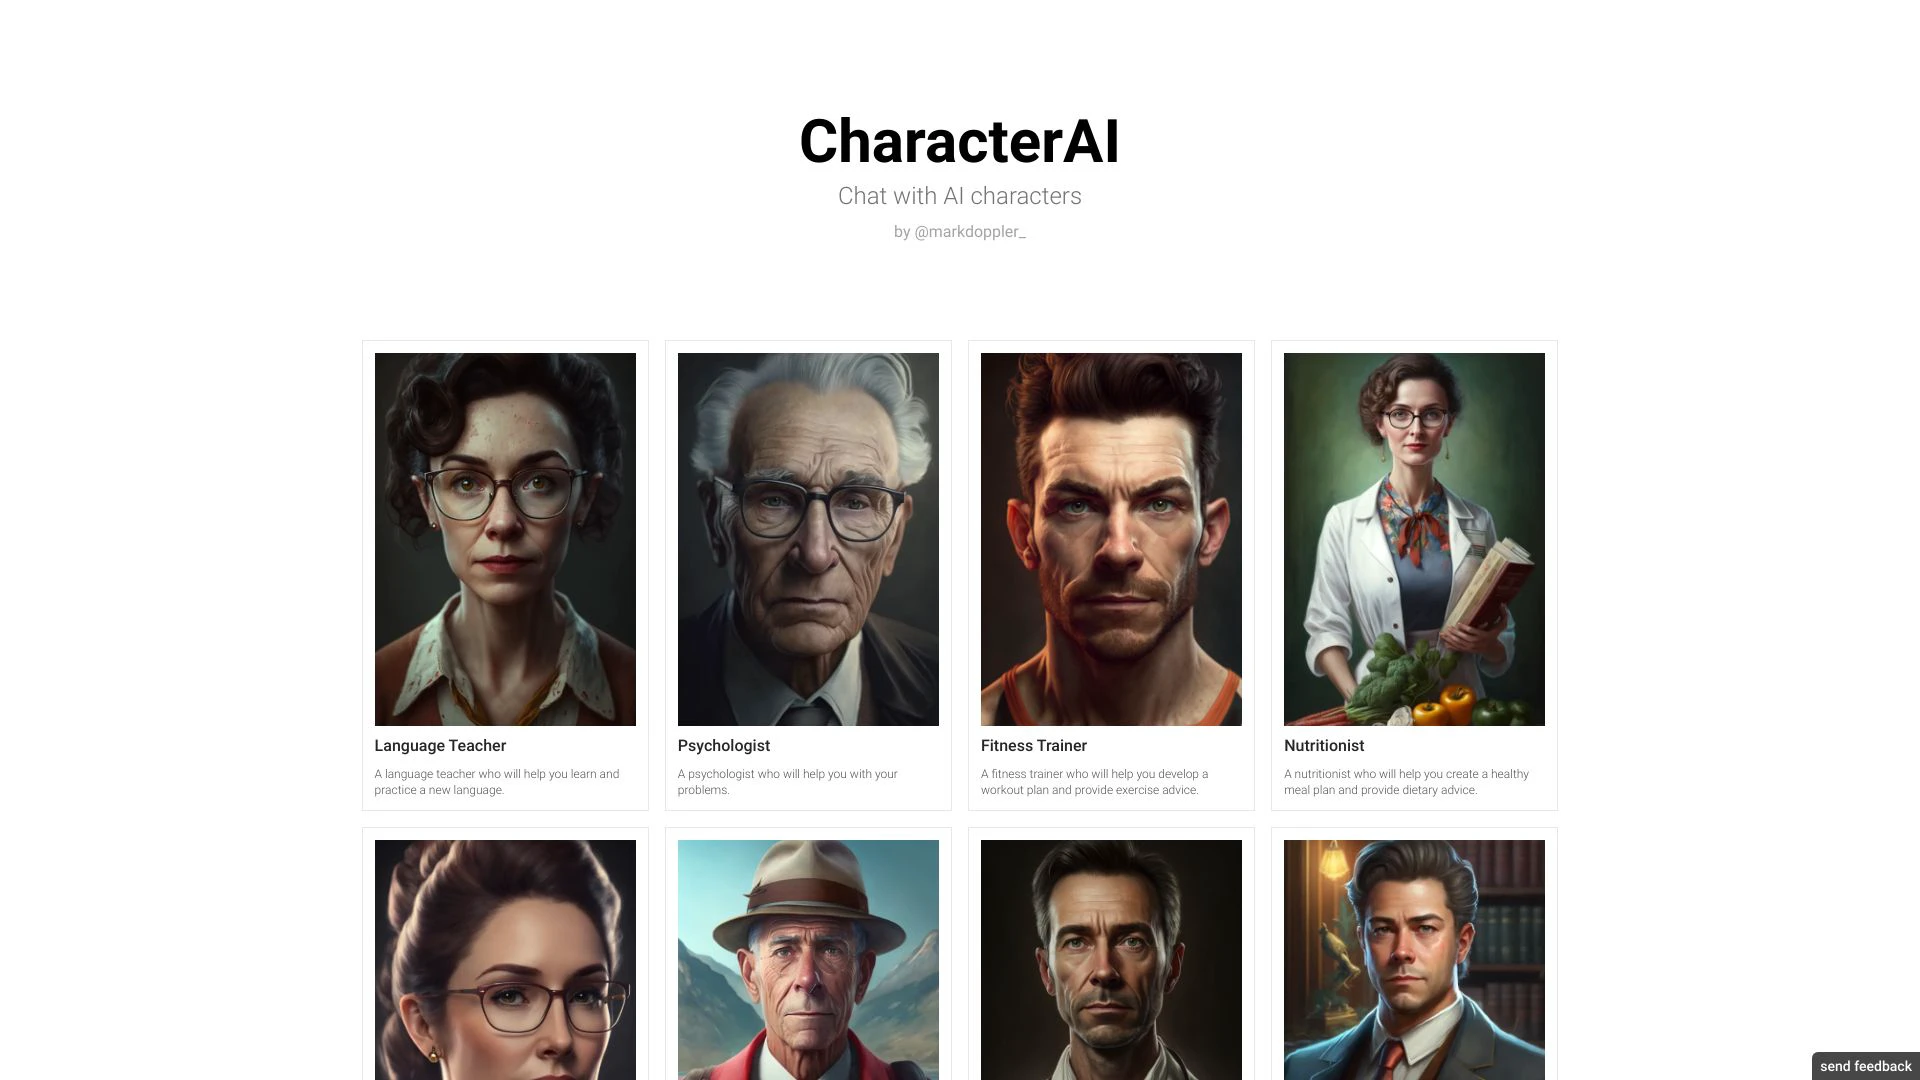 CharacterAI
Chat with AI characters
by @markdoppler_
Language Teacher
A language teacher who will help you learn and
practice a new language.
Psychologist
A psychologist who will help you with your
problems.
Fitness Trainer
A fitness trainer who will help you develop a
workout plan and provide exercise advice.
Nutritionist
A nutritionist who will help you create a healthy
meal plan and provide dietary advice.
send feedback